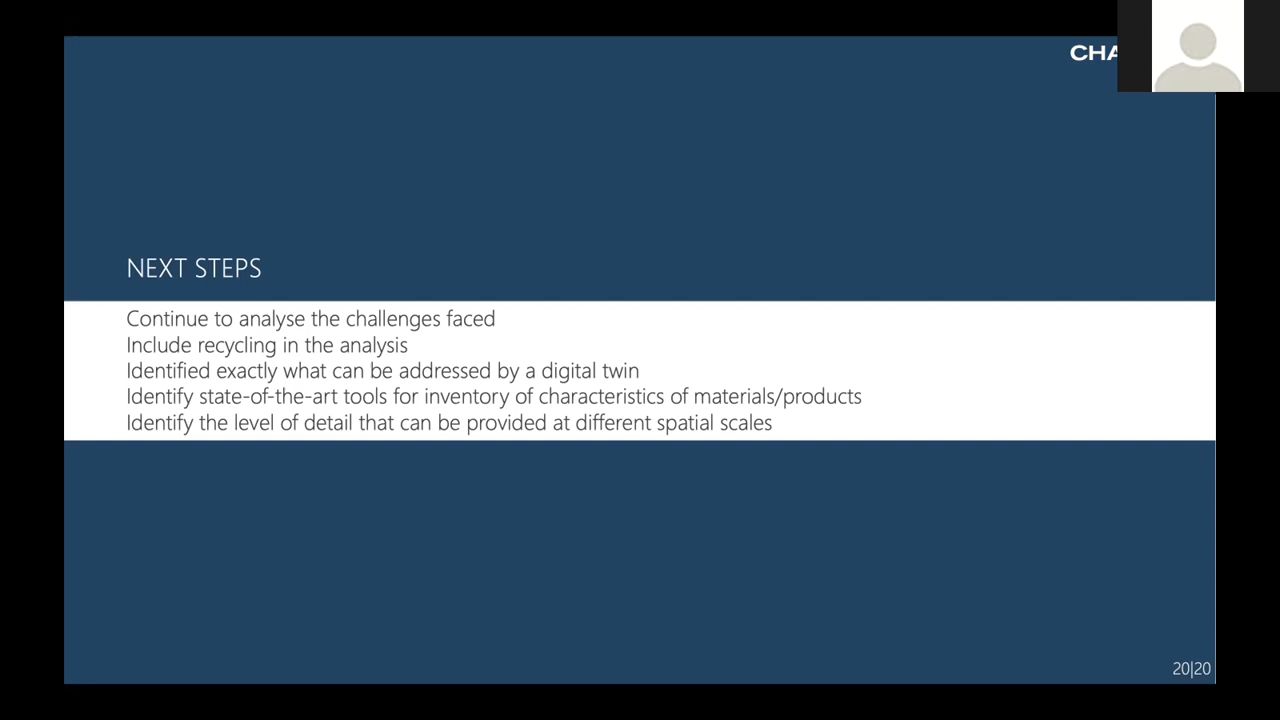 NEXT STEPS
Continue to analyse the challenges faced
Include recycling in the analysis
Identified exactly what can be addressed by a digital twin
Identify state-of-the-art tools for inventory of characteristics of materials/products
Identify the level of detail that can be provided at different spatial scales
20|20